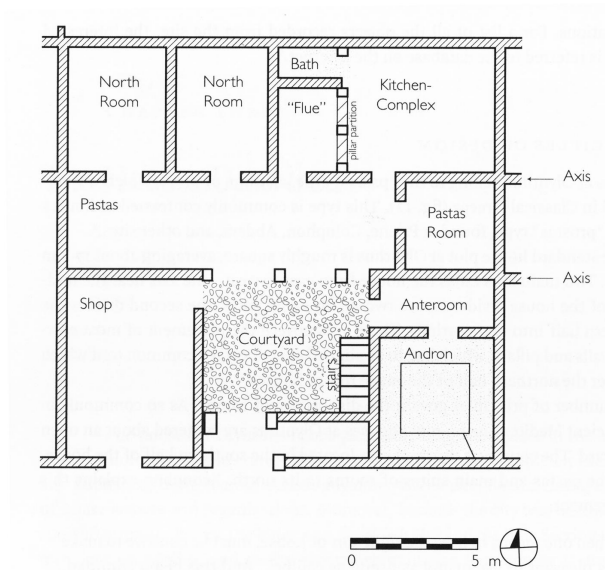 North
Room
North
Room
Bath
"Flue"
pillar partition
Kitchen-
Complex
Axis
Pastas
Pastas
Room
Axis
Shop
Courtyard
Anteroom
stairs
Andron
0 5 m